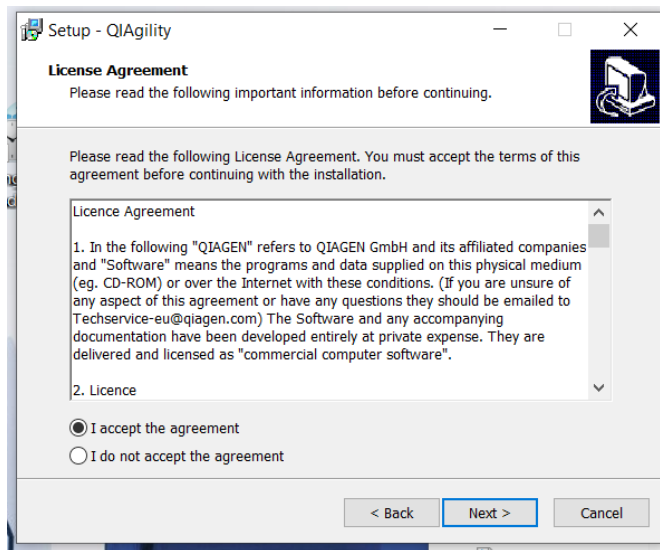 Setup - QIAgility
License Agreement
Please read the following important information before continuing.
Please read the following License Agreement. You must accept the terms of this
agreement before continuing with the installation.
Licence Agreement
1. In the following "QIAGEN" refers to QIAGEN GmbH and its affiliated companies
and "Software" means the programs and data supplied on this physical medium
(eg. CD-ROM) or over the Internet with these conditions. (If you are unsure of
any aspect of this agreement or have any questions they should be emailed to
Techservice-eu@qiagen.com) The Software and any accompanying
documentation have been developed entirely at private expense. They are
delivered and licensed as "commercial computer software".
2. Licence
I accept the agreement
I do not accept the agreement
< Back
Next >
Cancel